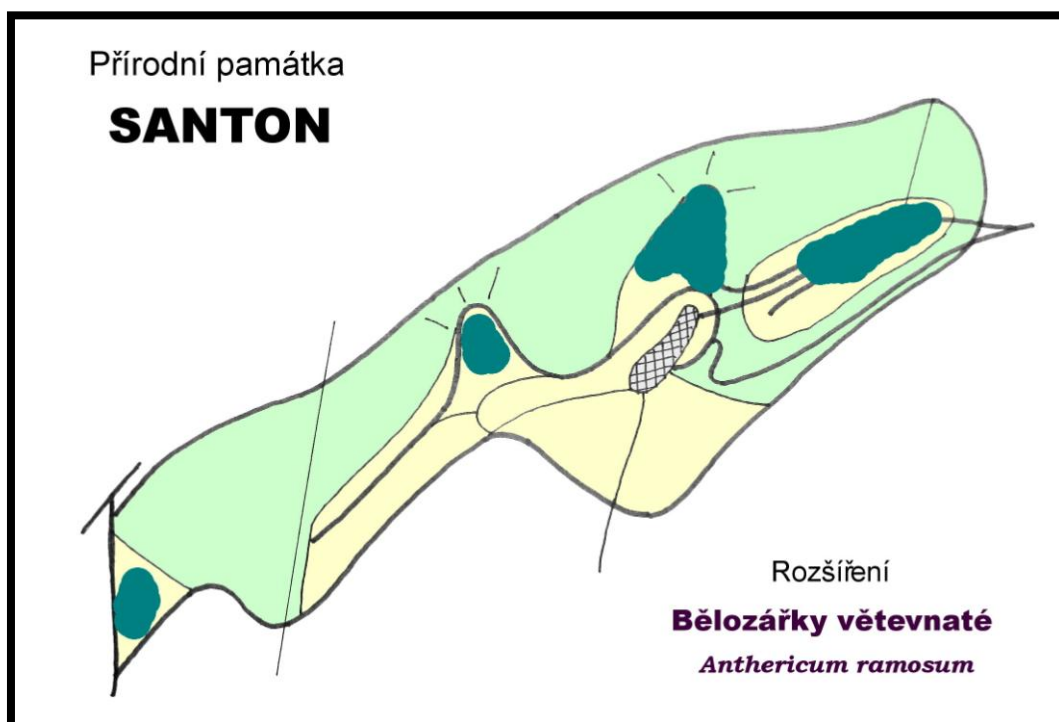 Přírodní památka
SANTON
Rozšíření
Bělozářky větevnaté
Anthericum ramosum